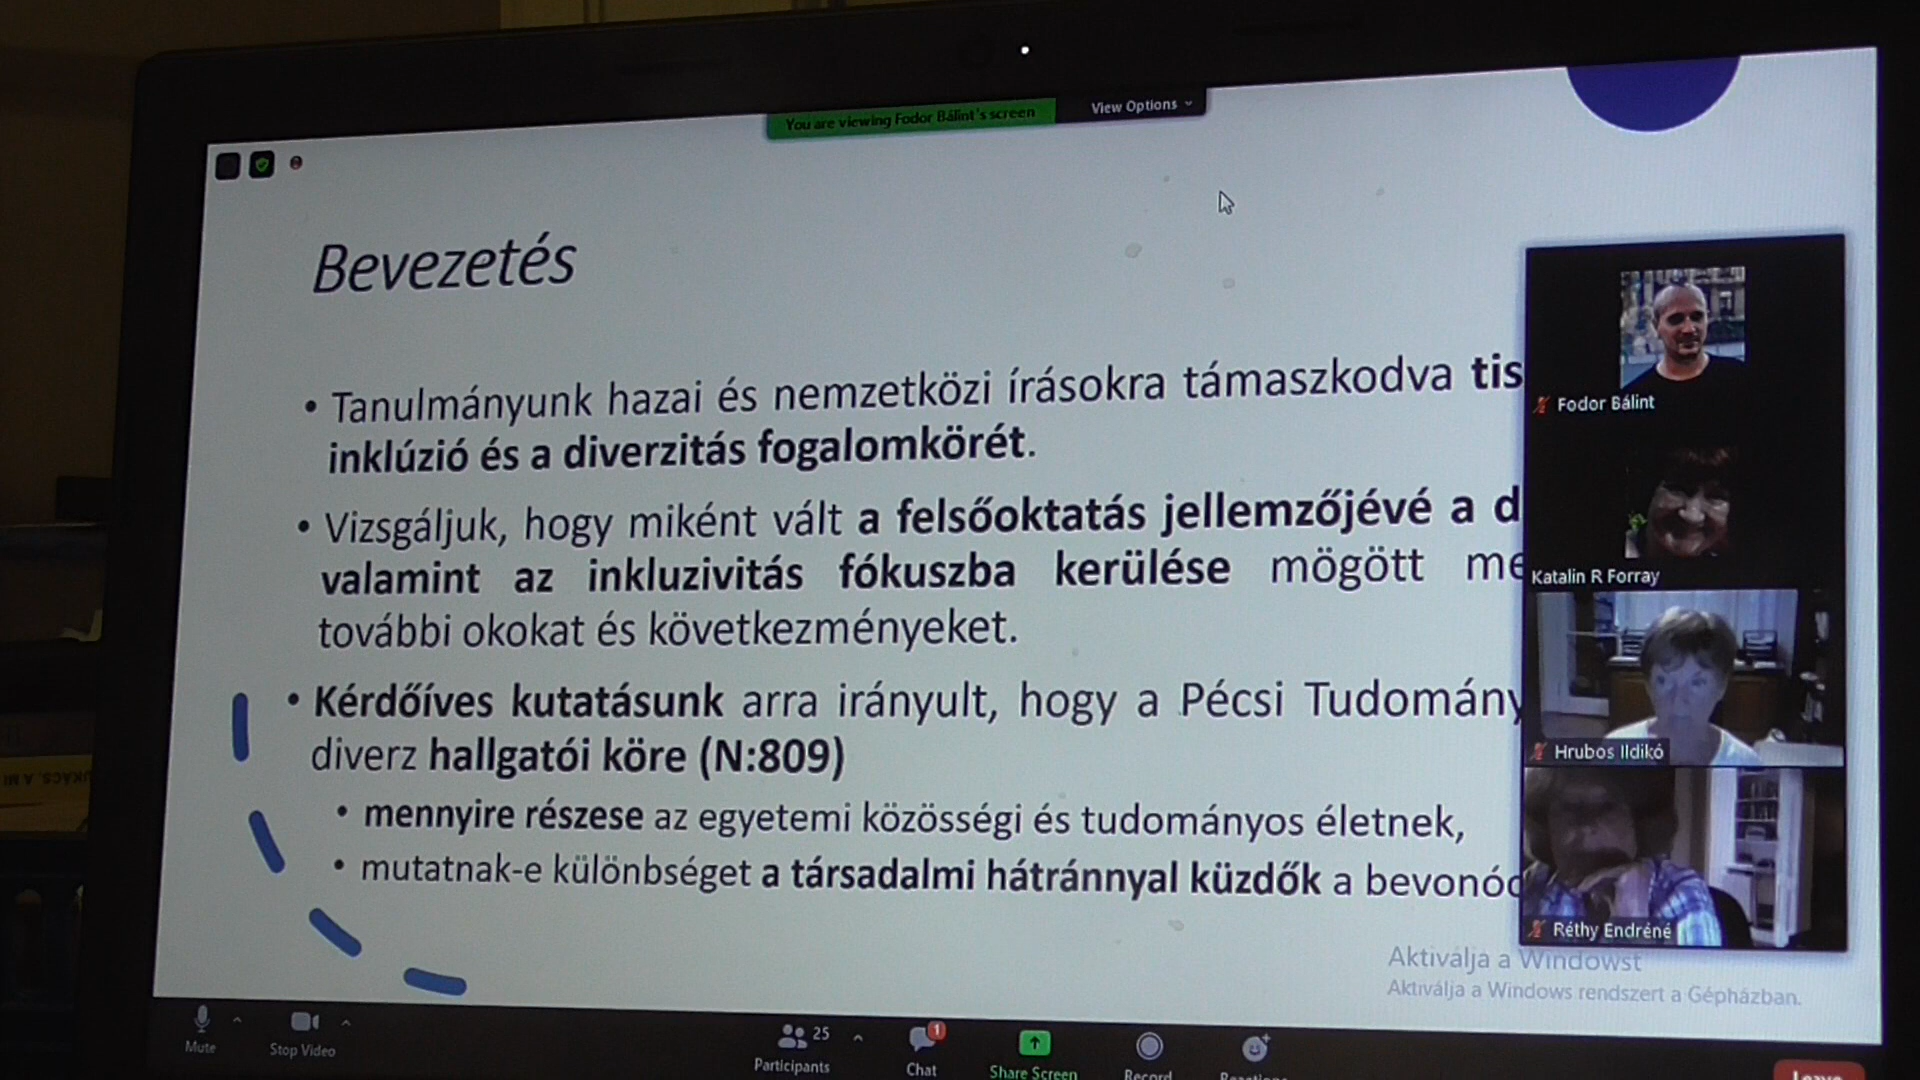 You are viewing Fodor Bálint's screen
View Options
Bevezetés
• Tanulmányunk hazai és nemzetközi írásokra támaszkodva tis
inklúzió és a diverzitás fogalomkörét.
• Vizsgáljuk, hogy miként vált a felsőoktatás jellemzőjévé a d
valamint az inkluzivitás fókuszba kerülése mögött me
további okokat és következményeket.
• Kérdőíves kutatásunk arra irányult, hogy a Pécsi Tudomány
diverz hallgatói köre (N:809)
• mennyire részese az egyetemi közösségi és tudományos életnek,
• mutatnak-e különbséget a társadalmi hátránnyal küzdők a bevonód
Fodor Bálint
Katalin R Forray
Hrubos Ildikó
Réthy Endréné
Aktiválja a Windowst
Aktiválja a Windows rendszert a Gépházban.
Mute
Stop Video
25
Participants
1
Chat
Share Screen
Record
Reactions
Leave